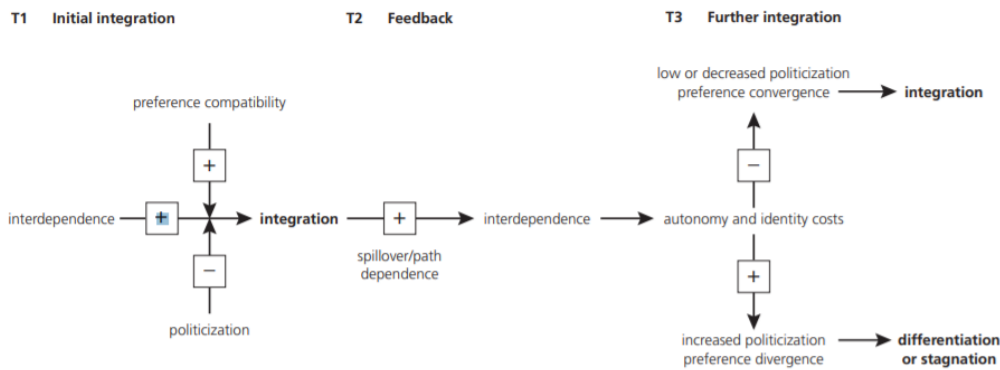 T1 Initial integration
T2 Feedback
T3 Further integration
low or decreased politicization
preference convergence
integration
preference compatibility
+
−
interdependence
+
integration
+
interdependence
autonomy and identity costs
spillover/path
dependence
−
+
politicization
increased politicization
preference divergence
differentiation
or stagnation